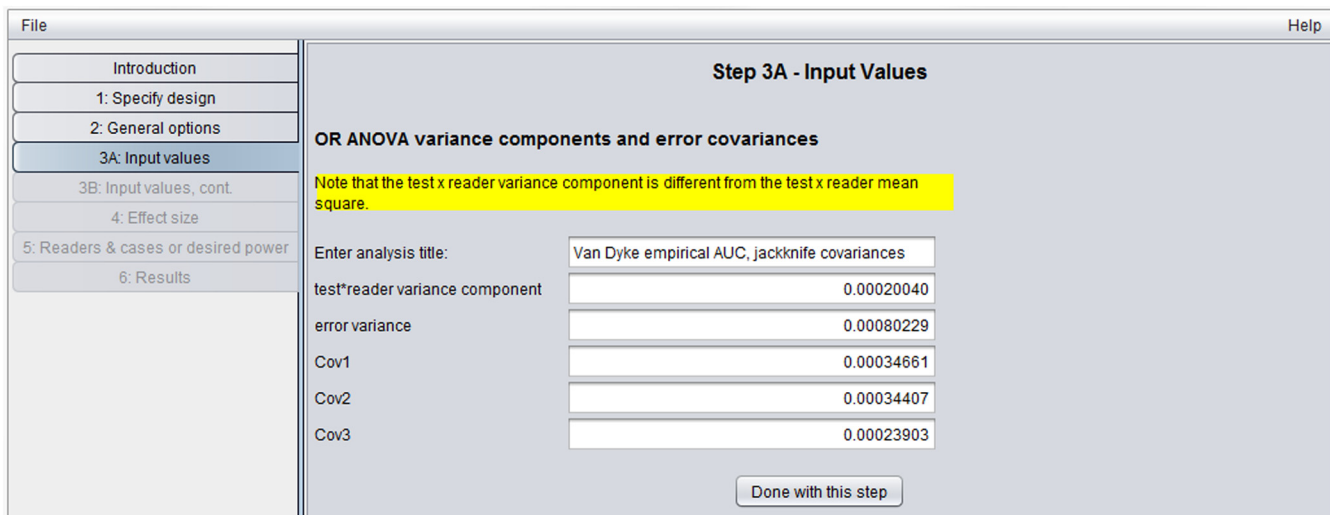 File
Help
Introduction
1: Specify design
2: General options
3A: Input values
3B: Input values, cont.
4: Effect size
5: Readers & cases or desired power
6: Results
Step 3A - Input Values
OR ANOVA variance components and error covariances
Note that the test x reader variance component is different from the test x reader mean
square.
Enter analysis title: Van Dyke empirical AUC, jackknife covariances
test*reader variance component 0.00020040
error variance 0.00080229
Cov1 0.00034661
Cov2 0.00034407
Cov3 0.00023903
Done with this step